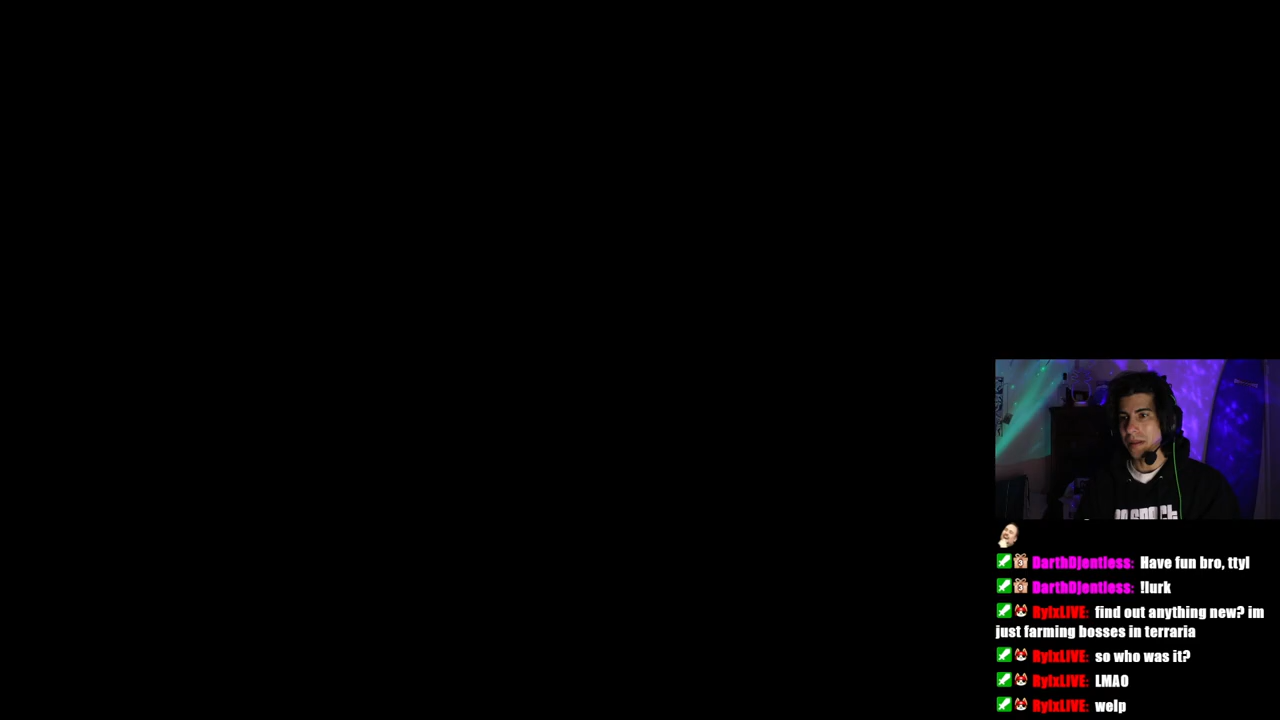 DarthDjentless: Have fun bro, ttyl
DarthDjentless: !lurk
RylxLIVE: find out anything new? im
just farming bosses in terraria
RylxLIVE: so who was it?
RylxLIVE: LMAO
RylxLIVE: welp